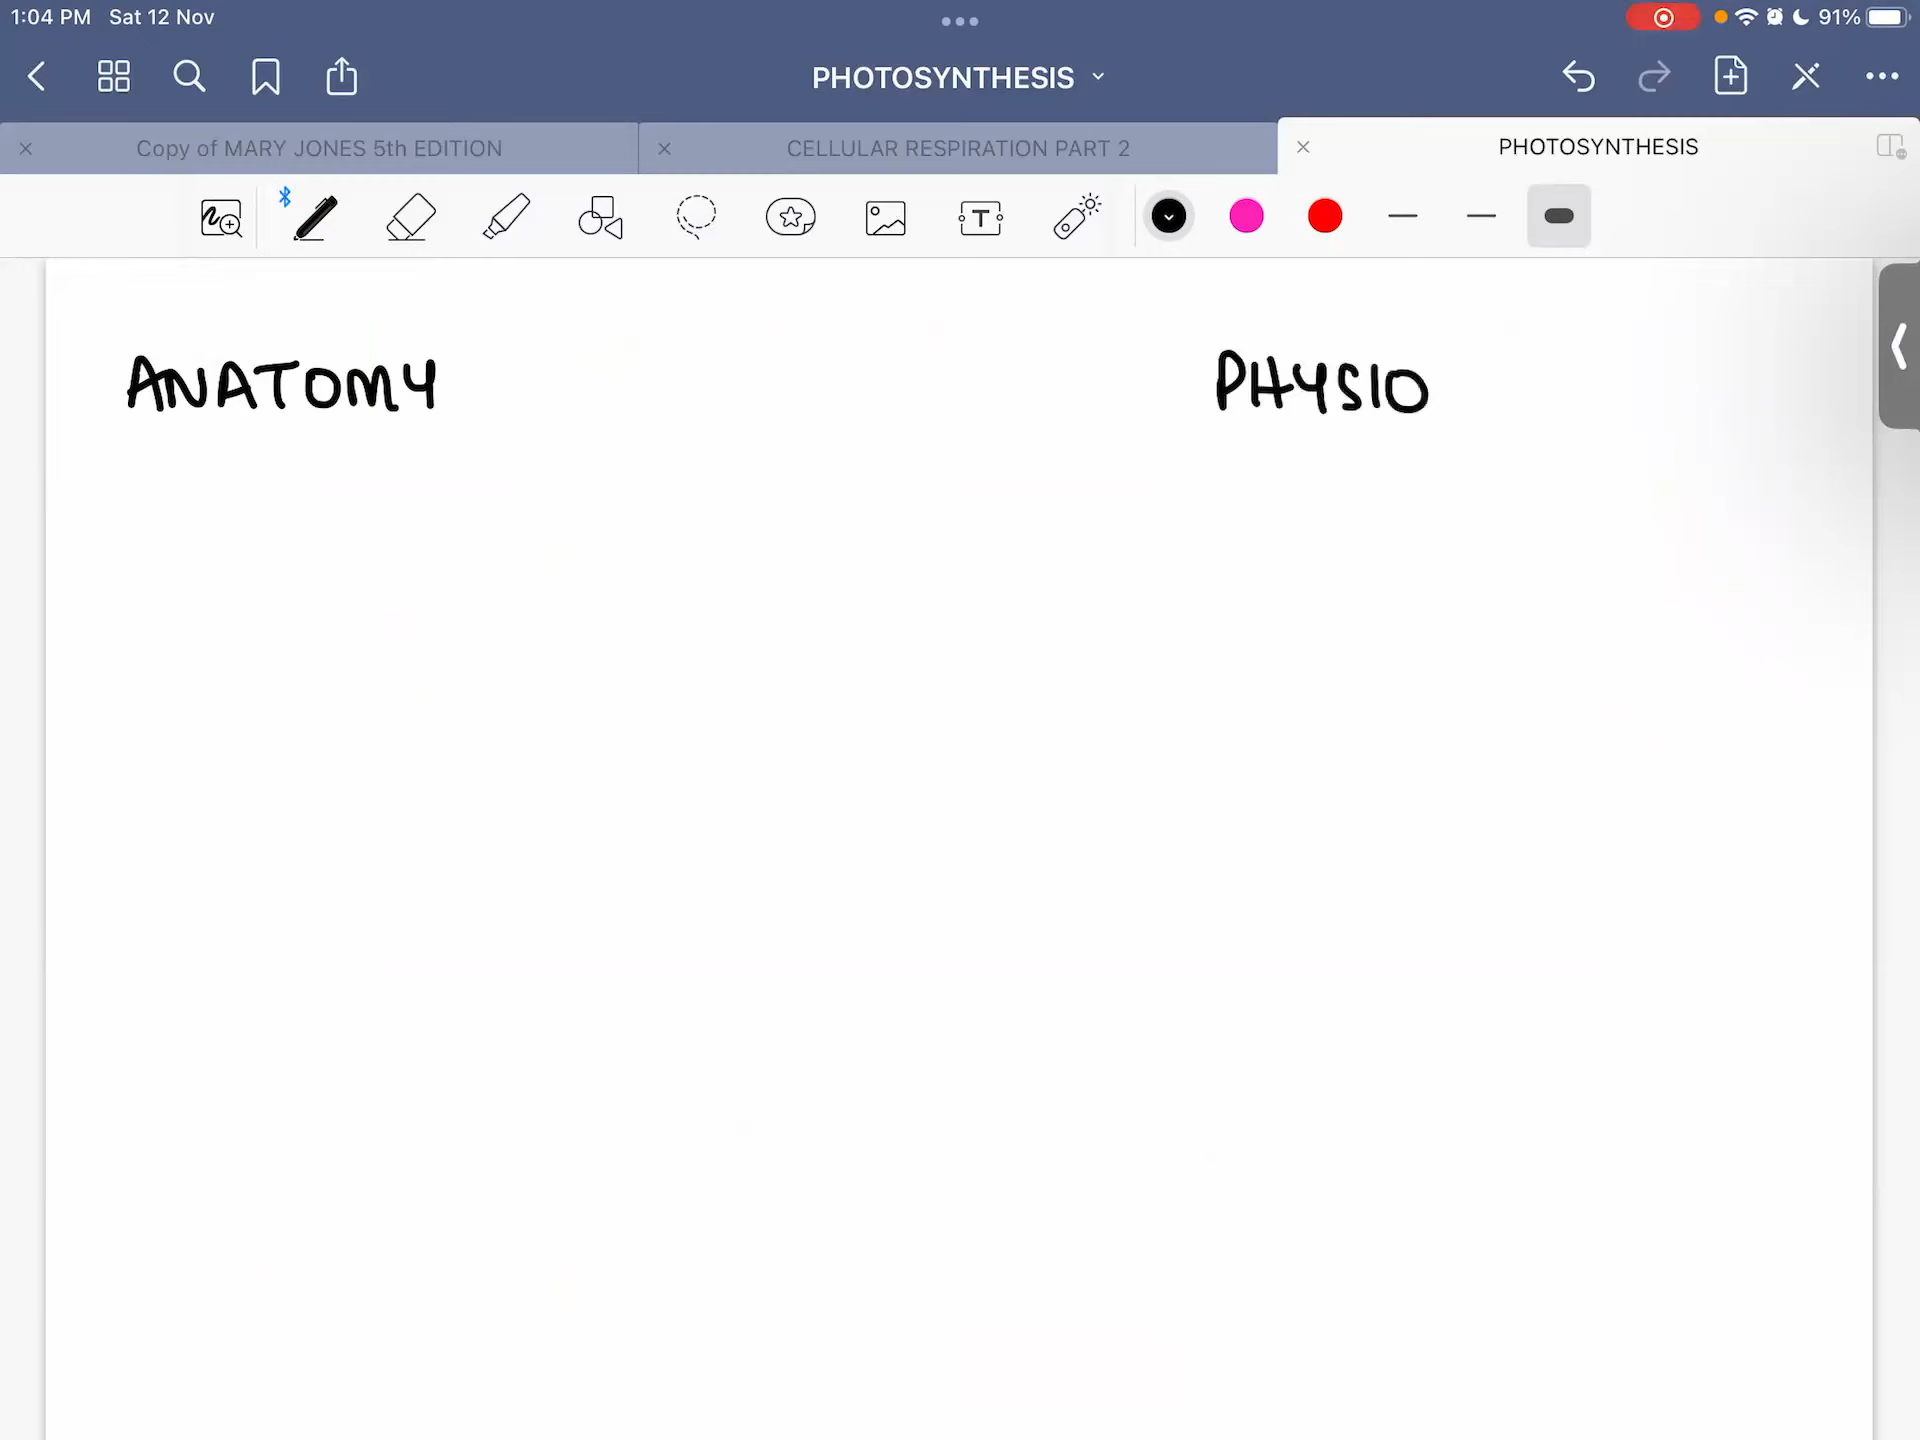 1:04 PM Sat 12 Nov 91%
PHOTOSYNTHESIS
Copy of MARY JONES 5th EDITION CELLULAR RESPIRATION PART 2 PHOTOSYNTHESIS
T
ANATOMY PHYSIO